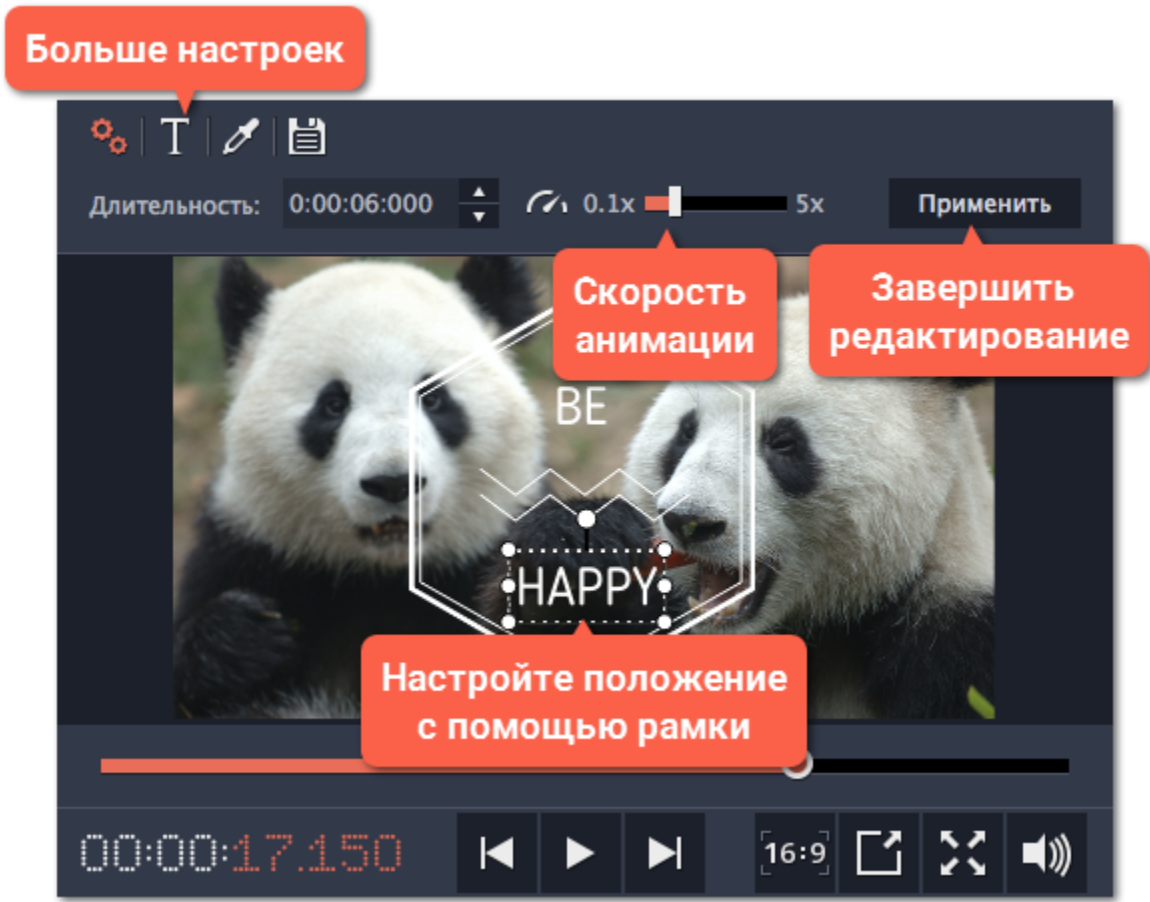 Больше настроек
T
Длительность: 0:00:06:000 0.1x 5x Применить
Скорость
анимации
Завершить
редактирование
BE
HAPPY
Настройте положение
с помощью рамки
00:00:17.150 16:9